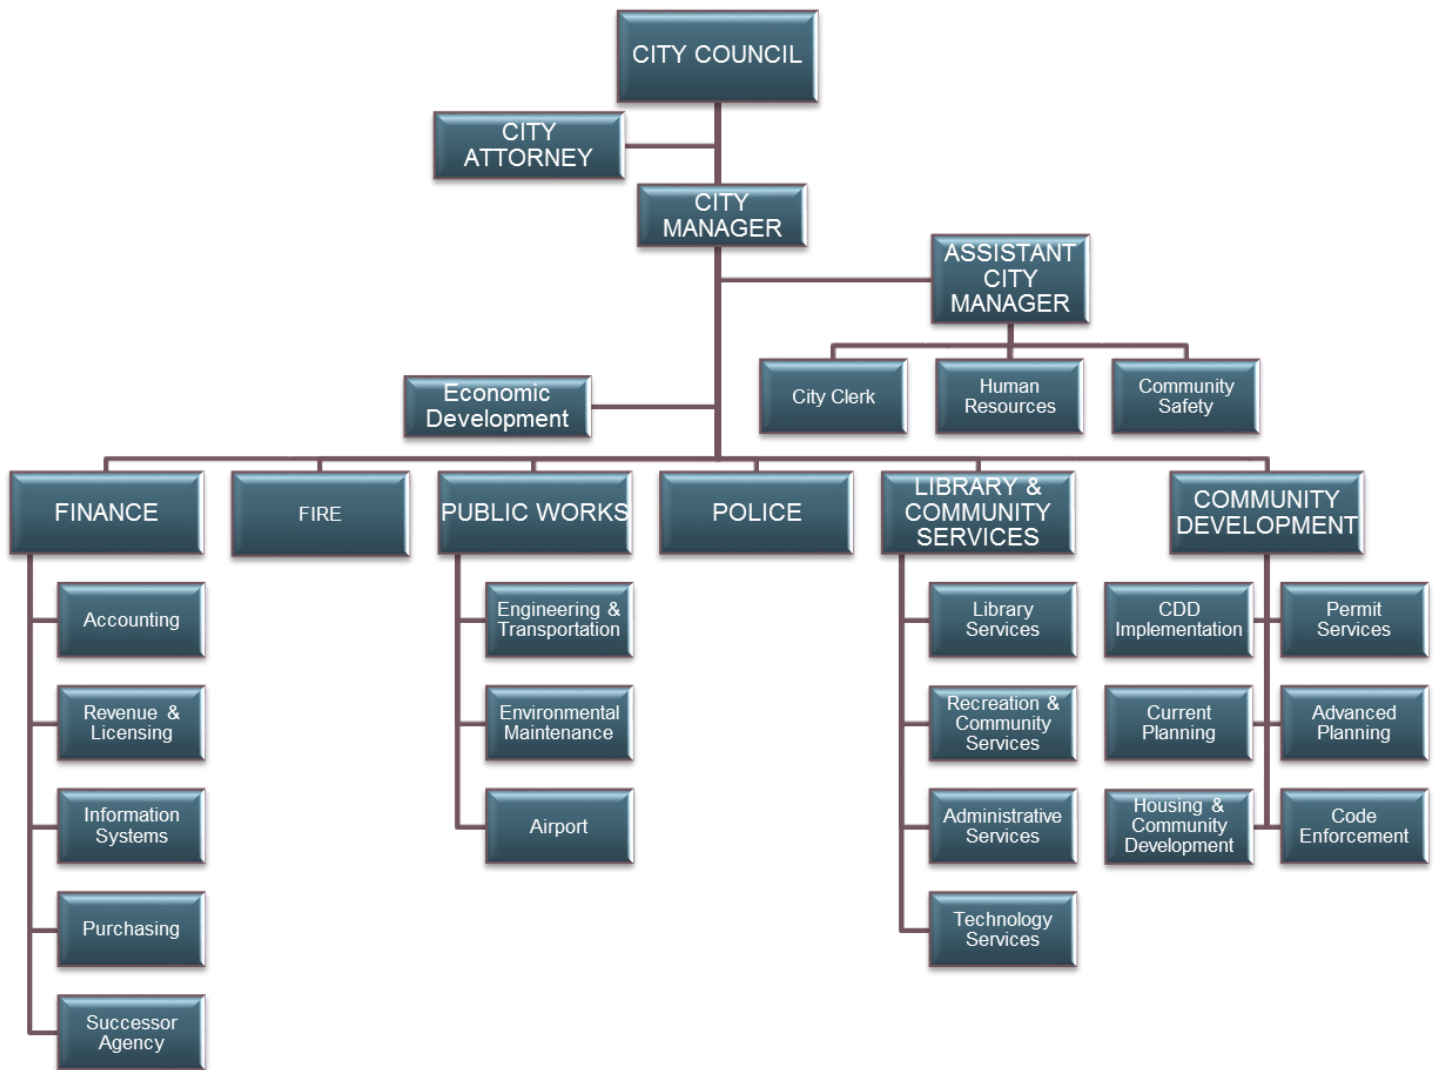 CITY COUNCIL
CITY
ATTORNEY
CITY
MANAGER
ASSISTANT
CITY
MANAGER
City Clerk
Human
Resources
Community
Safety
Economic
Development
FINANCE
FIRE
PUBLIC WORKS
POLICE
LIBRARY &
COMMUNITY
SERVICES
COMMUNITY
DEVELOPMENT
Accounting
Revenue &
Licensing
Information
Systems
Purchasing
Successor
Agency
Engineering &
Transportation
Environmental
Maintenance
Airport
Library
Services
Recreation &
Community
Services
Administrative
Services
Technology
Services
CDD
Implementation
Permit
Services
Current
Planning
Advanced
Planning
Housing &
Community
Development
Code
Enforcement